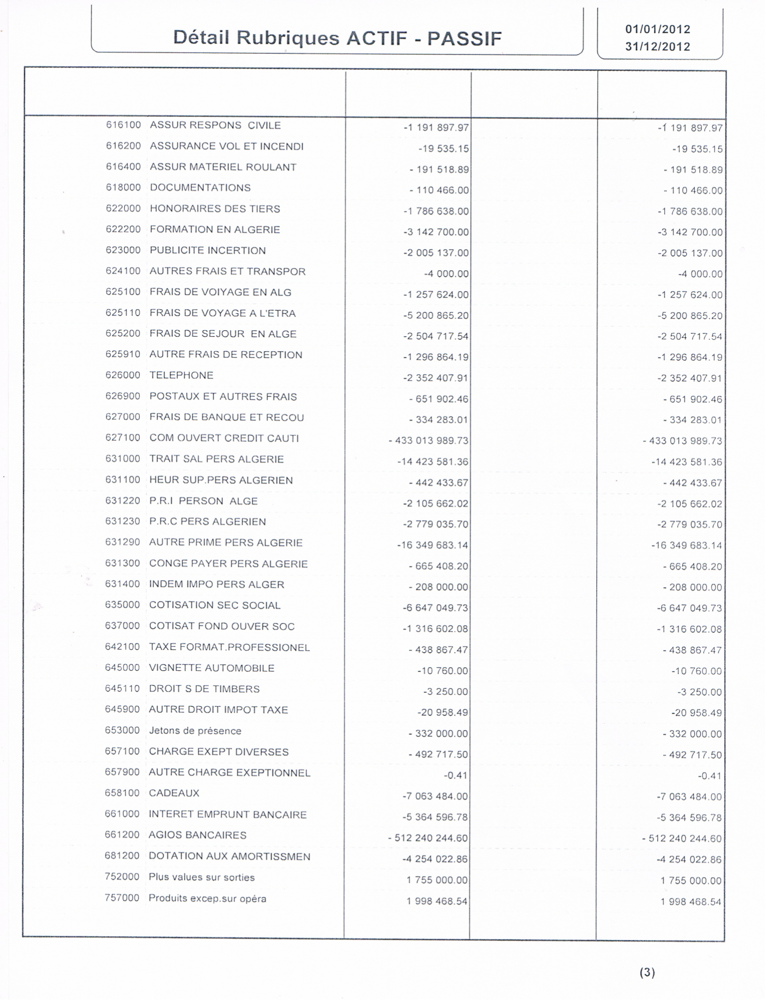 Détail Rubriques ACTIF - PASSIF
01/01/2012
31/12/2012
616100 ASSUR RESPONS CIVILE -1 191 897.97 -1 191 897.97
616200 ASSURANCE VOL ET INCENDI -19 535.15 -19 535.15
616400 ASSUR MATERIEL ROULANT - 191 518.89 - 191 518.89
618000 DOCUMENTATIONS - 110 466.00 - 110 466.00
622000 HONORAIRES DES TIERS -1 786 638.00 -1 786 638.00
622200 FORMATION EN ALGERIE -3 142 700.00 -3 142 700.00
623000 PUBLICITE INCERTION -2 005 137.00 -2 005 137.00
624100 AUTRES FRAIS ET TRANSPOR -4 000.00 -4 000.00
625100 FRAIS DE VOIYAGE EN ALG -1 257 624.00 -1 257 624.00
625110 FRAIS DE VOYAGE A L'ETRA -5 200 865.20 -5 200 865.20
625200 FRAIS DE SEJOUR EN ALGE -2 504 717.54 -2 504 717.54
625910 AUTRE FRAIS DE RECEPTION -1 296 864.19 -1 296 864.19
626000 TELEPHONE -2 352 407.91 -2 352 407.91
626900 POSTAUX ET AUTRES FRAIS - 651 902.46 - 651 902.46
627000 FRAIS DE BANQUE ET RECOU - 334 283.01 - 334 283.01
627100 COM OUVERT CREDIT CAUTI - 433 013 989.73 - 433 013 989.73
631000 TRAIT SAL PERS ALGERIE -14 423 581.36 -14 423 581.36
631100 HEUR SUP.PERS ALGERIEN - 442 433.67 - 442 433.67
631220 P.R.I PERSON ALGE -2 105 662.02 -2 105 662.02
631230 P.R.C PERS ALGERIEN -2 779 035.70 -2 779 035.70
631290 AUTRE PRIME PERS ALGERIE -16 349 683.14 -16 349 683.14
631300 CONGE PAYER PERS ALGERIE - 665 408.20 - 665 408.20
631400 INDEM IMPO PERS ALGER - 208 000.00 - 208 000.00
635000 COTISATION SEC SOCIAL -6 647 049.73 -6 647 049.73
637000 COTISAT FOND OUVER SOC -1 316 602.08 -1 316 602.08
642100 TAXE FORMAT.PROFESSIONEL - 438 867.47 - 438 867.47
645000 VIGNETTE AUTOMOBILE -10 760.00 -10 760.00
645110 DROIT S DE TIMBERS -3 250.00 -3 250.00
645900 AUTRE DROIT IMPOT TAXE -20 958.49 -20 958.49
653000 Jetons de présence - 332 000.00 - 332 000.00
657100 CHARGE EXEPT DIVERSES - 492 717.50 - 492 717.50
657900 AUTRE CHARGE EXEPTIONNEL -0.41 -0.41
658100 CADEAUX -7 063 484.00 -7 063 484.00
661000 INTERET EMPRUNT BANCAIRE -5 364 596.78 -5 364 596.78
661200 AGIOS BANCAIRES - 512 240 244.60 - 512 240 244.60
681200 DOTATION AUX AMORTISSMEN -4 254 022.86 -4 254 022.86
752000 Plus values sur sorties 1 755 000.00 1 755 000.00
757000 Produits excep.sur opéra 1 998 468.54 1 998 468.54
(3)